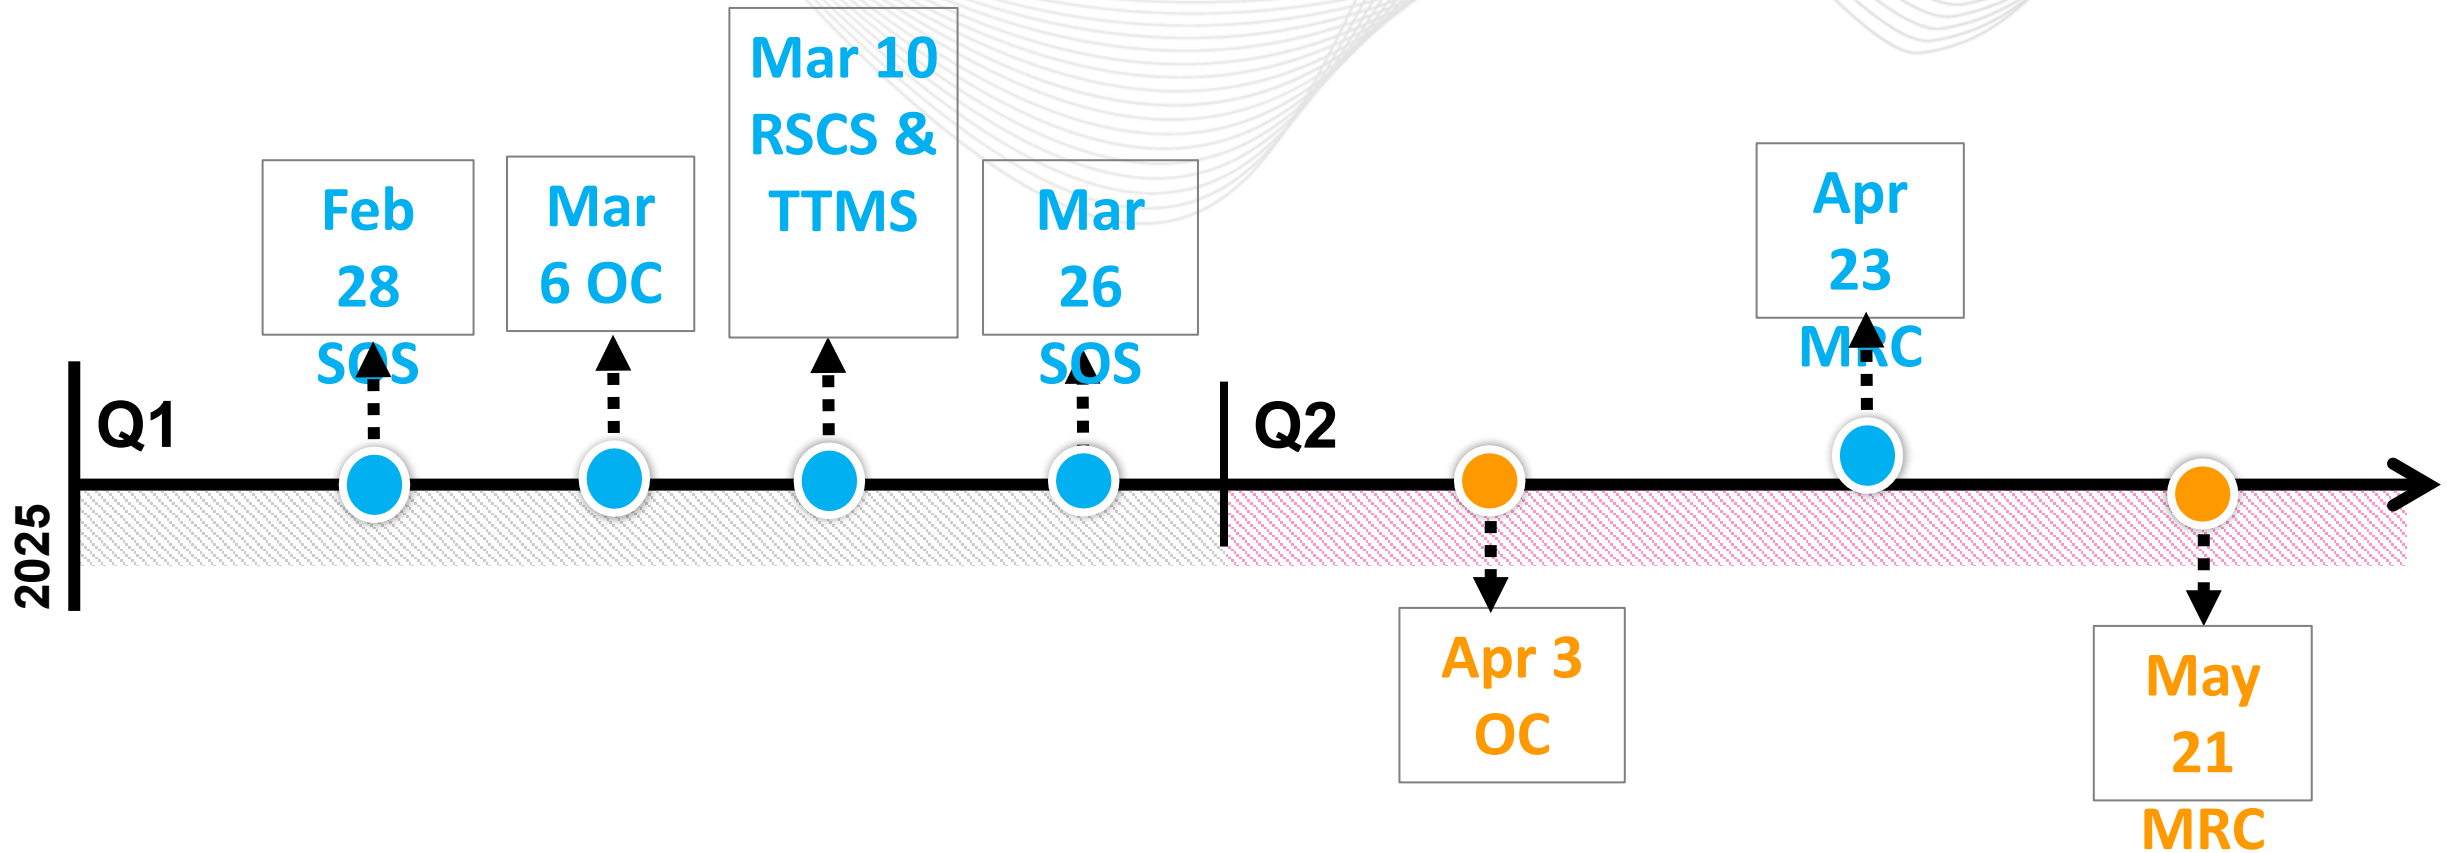 Mar 10
RSCS &
TTMS
Feb
28
SOS
Mar
6 OC
Mar
26
SOS
Apr
23
MRC
Q1
Q2
2025
Apr 3
OC
May
21
MRC